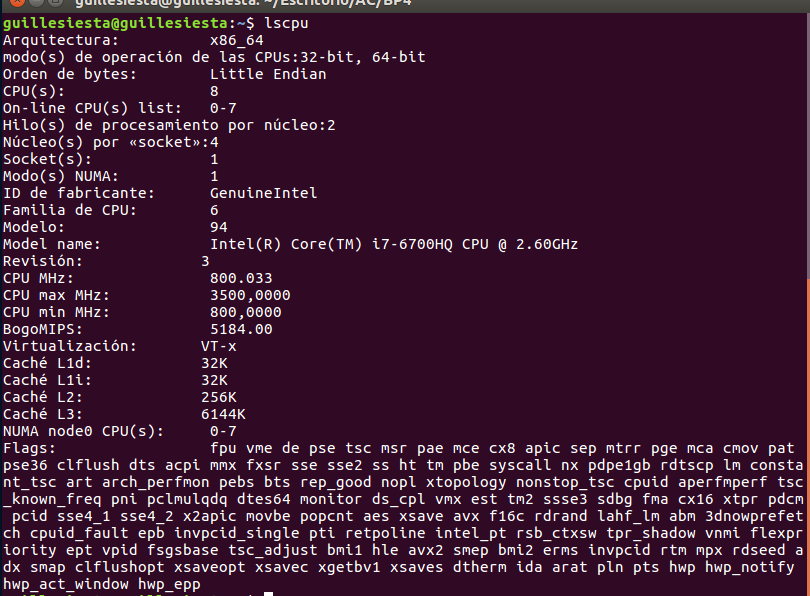 guillesiesta@guillesiesta: ~/Escritorio/AC/BP4
guillesiesta@guillesiesta:~$ lscpu
Arquitectura:          x86_64
modo(s) de operación de las CPUs:32-bit, 64-bit
Orden de bytes:        Little Endian
CPU(s):                8
On-line CPU(s) list:   0-7
Hilo(s) de procesamiento por núcleo:2
Núcleo(s) por «socket»:4
Socket(s):             1
Modo(s) NUMA:          1
ID de fabricante:      GenuineIntel
Familia de CPU:        6
Modelo:                94
Model name:            Intel(R) Core(TM) i7-6700HQ CPU @ 2.60GHz
Revisión:             3
CPU MHz:               800.033
CPU max MHz:           3500,0000
CPU min MHz:           800,0000
BogoMIPS:              5184.00
Virtualización:       VT-x
Caché L1d:            32K
Caché L1i:            32K
Caché L2:             256K
Caché L3:             6144K
NUMA node0 CPU(s):     0-7
Flags:                 fpu vme de pse tsc msr pae mce cx8 apic sep mtrr pge mca cmov pat
pse36 clflush dts acpi mmx fxsr sse sse2 ss ht tm pbe syscall nx pdpe1gb rdtscp lm consta
nt_tsc art arch_perfmon pebs bts rep_good nopl xtopology nonstop_tsc cpuid aperfmperf tsc
_known_freq pni pclmulqdq dtes64 monitor ds_cpl vmx est tm2 ssse3 sdbg fma cx16 xtpr pdcm
 pcid sse4_1 sse4_2 x2apic movbe popcnt aes xsave avx f16c rdrand lahf_lm abm 3dnowprefet
ch cpuid_fault epb invpcid_single pti retpoline intel_pt rsb_ctxsw tpr_shadow vnmi flexpr
iority ept vpid fsgsbase tsc_adjust bmi1 hle avx2 smep bmi2 erms invpcid rtm mpx rdseed a
dx smap clflushopt xsaveopt xsavec xgetbv1 xsaves dtherm ida arat pln pts hwp hwp_notify
hwp_act_window hwp_epp